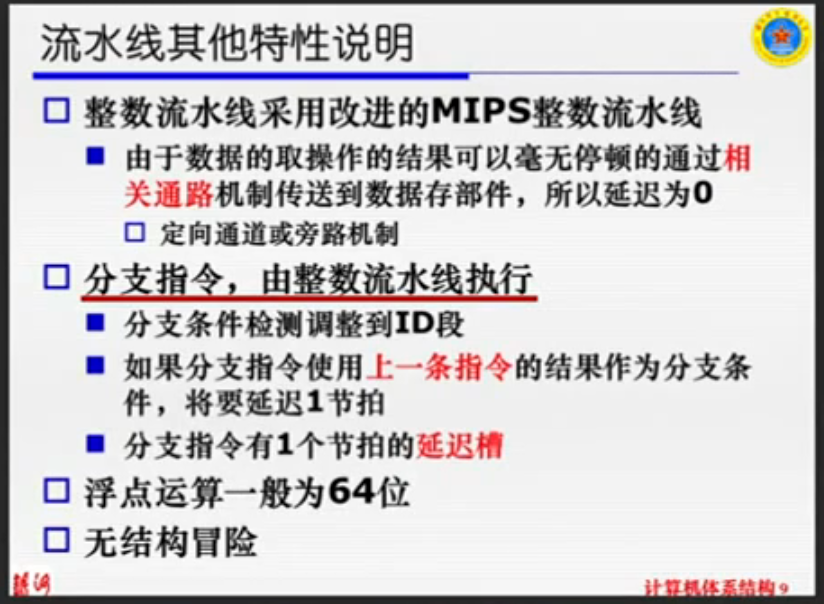 流水线其他特性说明
整数流水线采用改进的MIPS整数流水线
由于数据的取操作的结果可以毫无停顿的通过相
关通路机制传送到数据存部件，所以延迟为0
定向通道或旁路机制
分支指令，由整数流水线执行
分支条件检测调整到ID段
如果分支指令使用上一条指令的结果作为分支条
件，将要延迟1节拍
分支指令有1个节拍的延迟槽
浮点运算一般为64位
无结构冒险
计算机体系结构 9